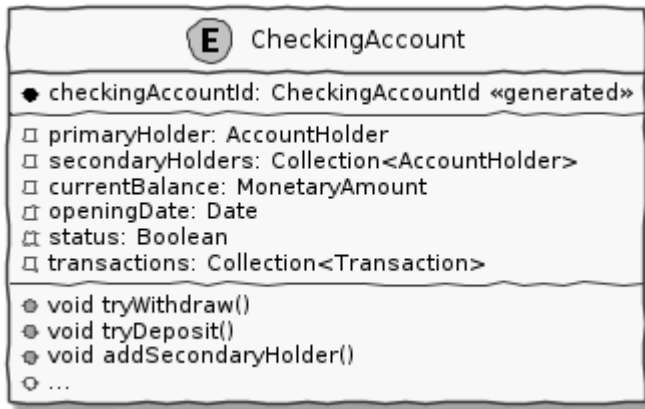 E CheckingAccount
checkingAccountId: CheckingAccountId «generated»
primaryHolder: AccountHolder
secondaryHolders: Collection<AccountHolder>
currentBalance: MonetaryAmount
openingDate: Date
status: Boolean
transactions: Collection<Transaction>
void tryWithdraw()
void tryDeposit()
void addSecondaryHolder()
...